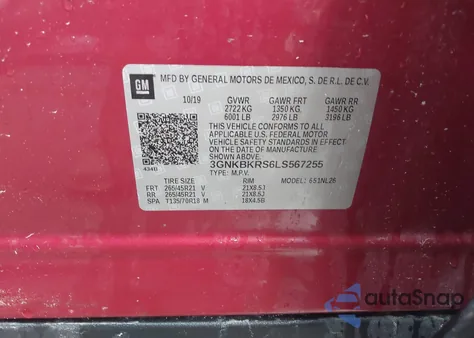 GM
MFD BY GENERAL MOTORS DE MEXICO, S. DE R.L. DE C.V.
10/19 GVWR GAWR FRT GAWR RR
2722 KG 1350 KG 1450 KG
6001 LB 2976 LB 3196 LB
THIS VEHICLE CONFORMS TO ALL APPLICABLE
U.S. FEDERAL MOTOR
VEHICLE SAFETY STANDARDS IN EFFECT ON
THE DATE OF MANUFACTURE
SHOWN ABOVE.
3GNKBKRS6LS567255
TYPE: M.P.V. MODEL: 6S1NL26
TIRE SIZE RIM
FRT 265/45R21 V 21X8.5J
RR 265/45R21 V 21X8.5J
SPA T135/70R18 M 18X4.5B
autoSnap